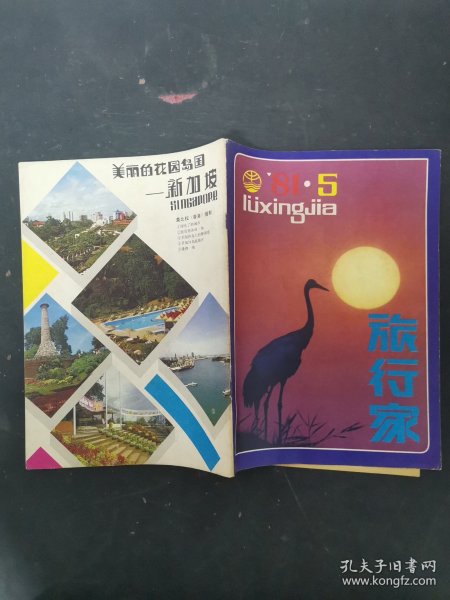 美丽的花园岛国
——新加坡
SINGAPORE
'81·5
lüxingjia
旅行家
孔夫子旧书网
www.kongfz.com